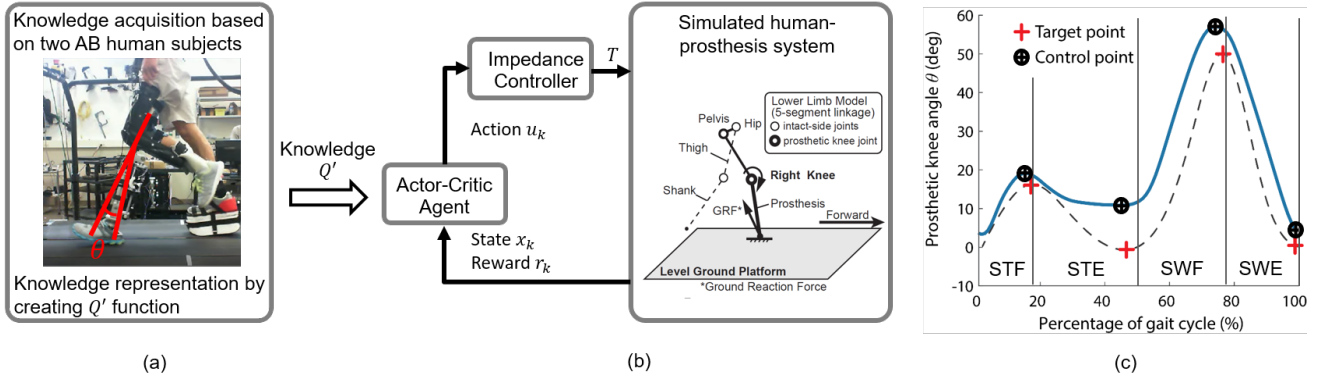 Knowledge acquisition based
on two AB human subjects
θ
Knowledge representation by
creating Q′ function
(a)
Knowledge
Q′
Impedance
Controller
T
Action u_k
Actor-Critic
Agent
State x_k
Reward r_k
Simulated human-
prosthesis system
Lower Limb Model
(5-segment linkage)
intact-side joints
prosthetic knee joint
Pelvis
Hip
Thigh
Right Knee
Shank
Prosthesis
GRF*
Forward
Level Ground Platform
*Ground Reaction Force
(b)
Prosthetic knee angle θ (deg)
60
50
40
30
20
10
0
-10
Target point
Control point
STF STE SWF SWE
0 20 40 60 80 100
Percentage of gait cycle (%)
(c)